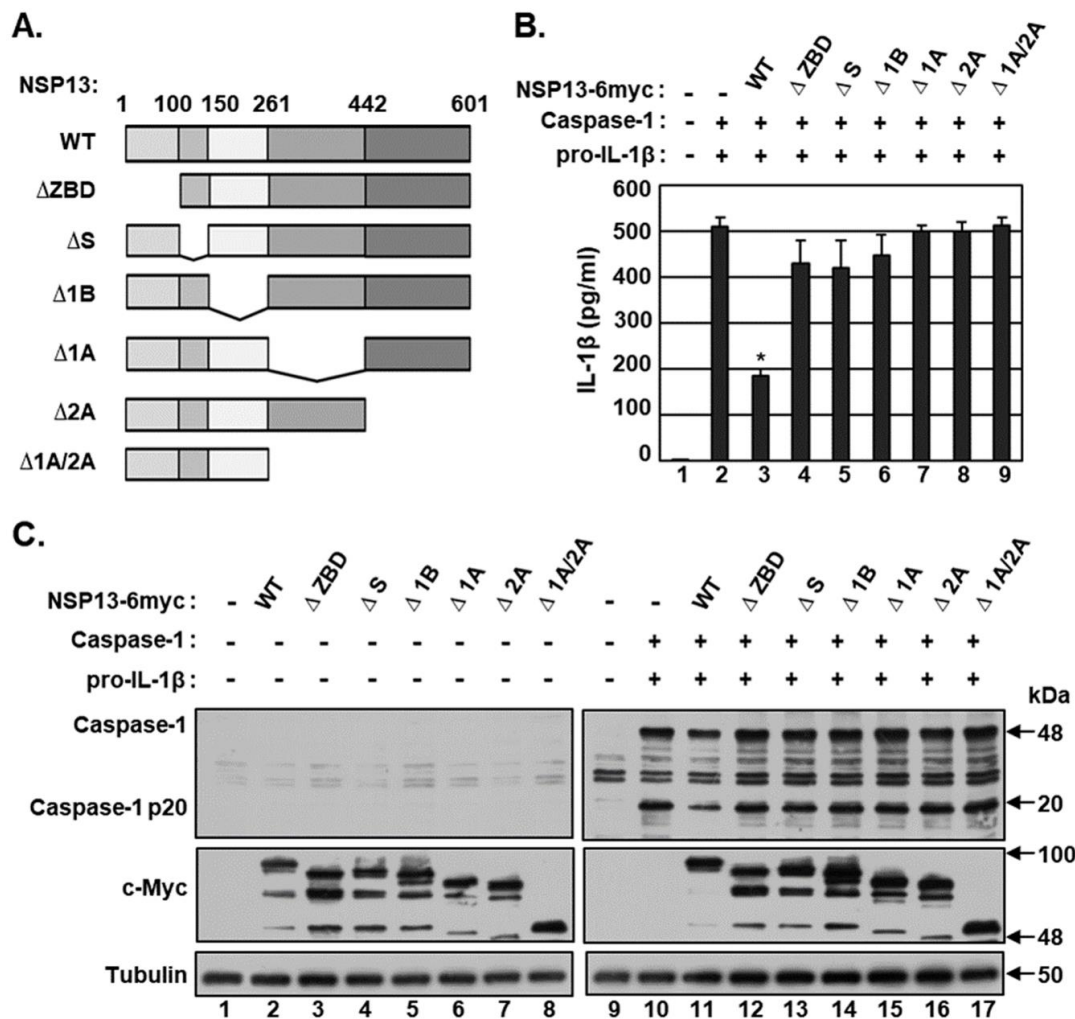 A.
NSP13:
1 100 150 261 442 601
WT
ΔZBD
ΔS
Δ1B
Δ1A
Δ2A
Δ1A/2A
B.
NSP13-6myc: - - WT ΔZBD ΔS Δ1B Δ1A Δ2A Δ1A/2A
Caspase-1 : - + + + + + + + +
pro-IL-1β : - + + + + + + + +
IL-1β (pg/ml)
600
500
400
300
200
100
0
*
1 2 3 4 5 6 7 8 9
C.
NSP13-6myc: - WT ΔZBD ΔS Δ1B Δ1A Δ2A Δ1A/2A - - WT ΔZBD ΔS Δ1B Δ1A Δ2A Δ1A/2A
Caspase-1 : - - - - - - - - - + + + + + + + +
pro-IL-1β : - - - - - - - - - + + + + + + + +
kDa
Caspase-1 48
Caspase-1 p20 20
100
c-Myc
48
Tubulin 50
1 2 3 4 5 6 7 8 9 10 11 12 13 14 15 16 17